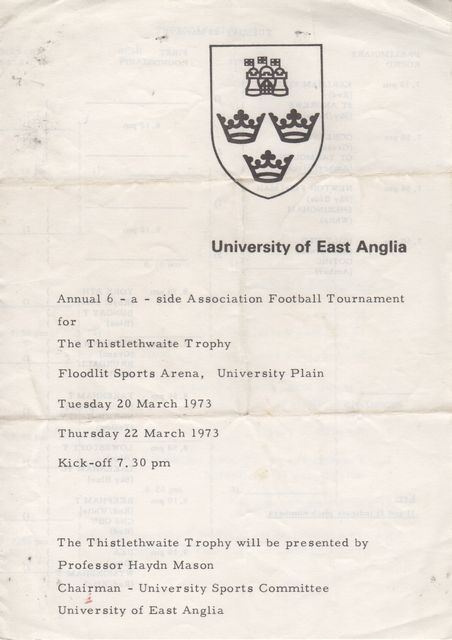 University of East Anglia
Annual 6 - a - side Association Football Tournament
for
The Thistlethwaite Trophy
Floodlit Sports Arena, University Plain
Tuesday 20 March 1973
Thursday 22 March 1973
Kick-off 7.30 pm
The Thistlethwaite Trophy will be presented by
Professor Haydn Mason
Chairman - University Sports Committee
University of East Anglia